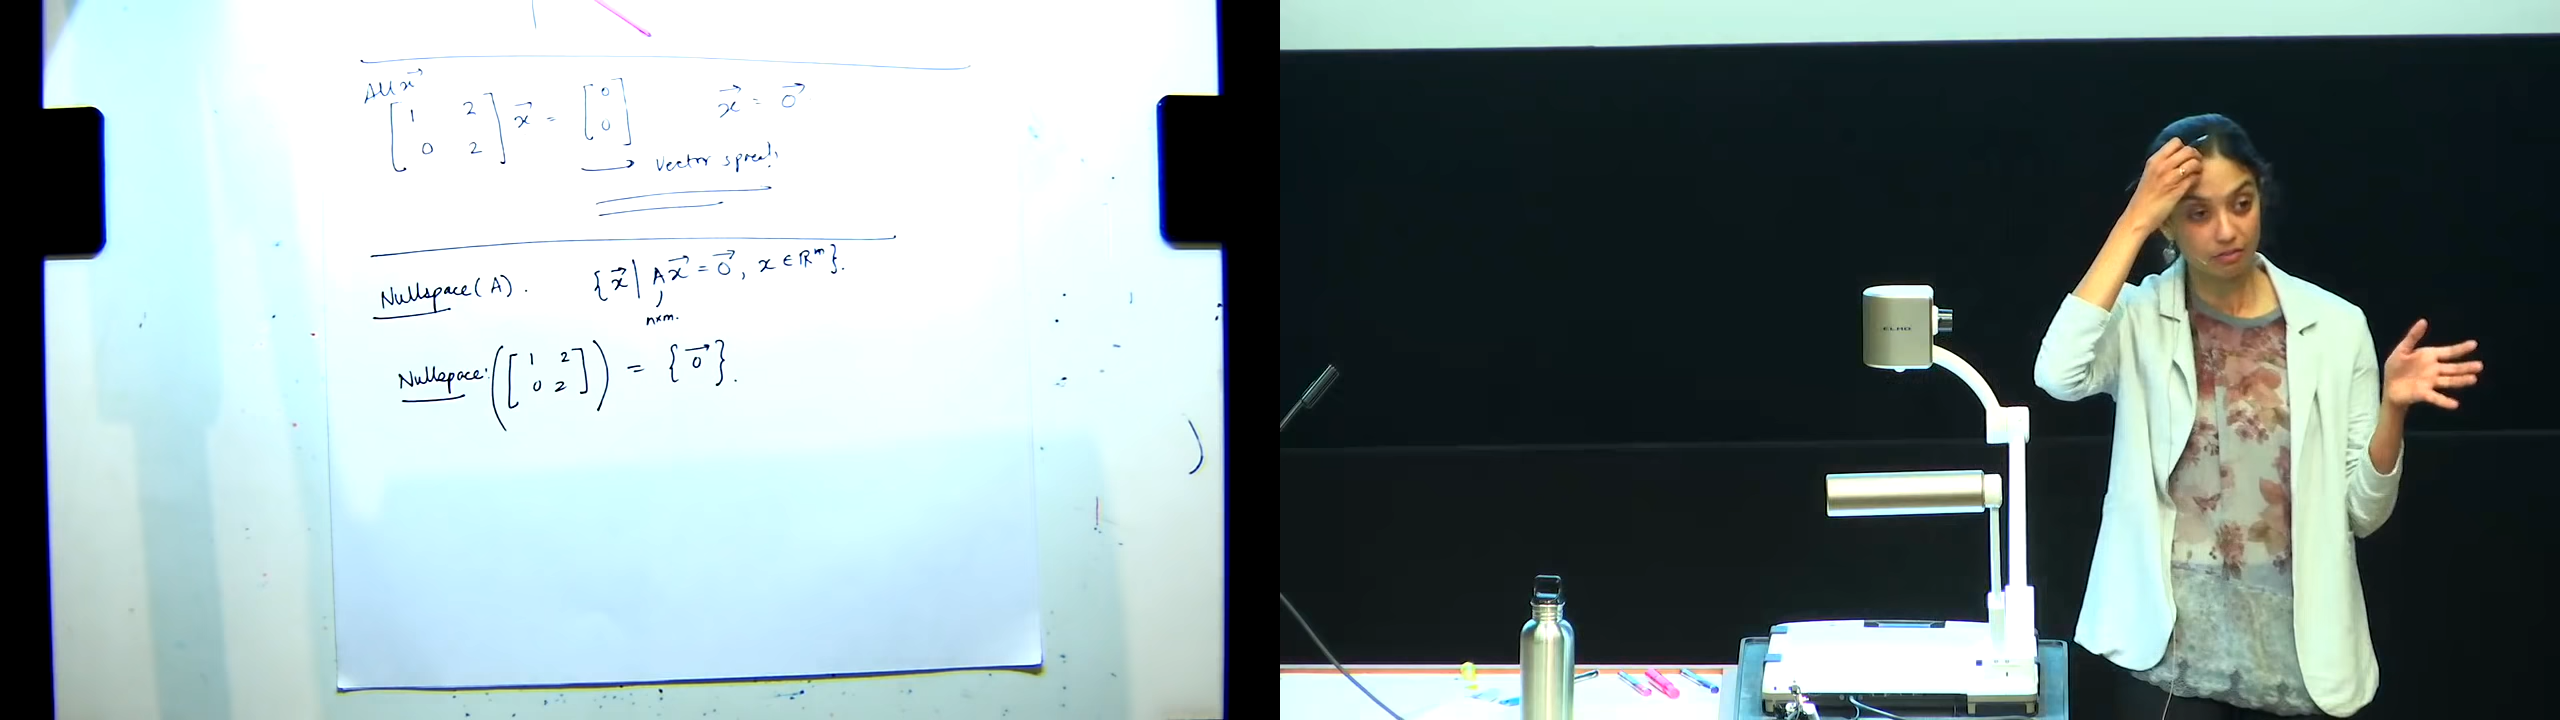 All x⃗
[1 2
0 2] x⃗ = [0
0] x⃗ = 0⃗
→ vector space!
Nullspace(A). {x⃗ | Ax⃗ = 0⃗, x ∈ ℝᵐ}.
n×m.
Nullspace: ([1 2
0 2]) = {0⃗}.
ELMO